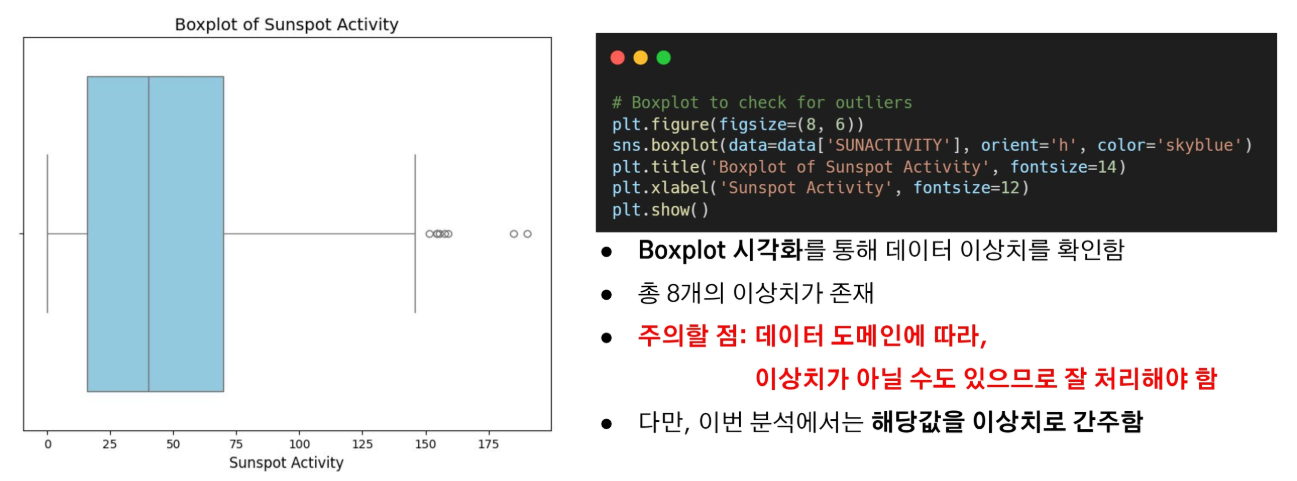 Boxplot of Sunspot Activity
0 25 50 75 100 125 150 175
Sunspot Activity
# Boxplot to check for outliers
plt.figure(figsize=(8, 6))
sns.boxplot(data=data['SUNACTIVITY'], orient='h', color='skyblue')
plt.title('Boxplot of Sunspot Activity', fontsize=14)
plt.xlabel('Sunspot Activity', fontsize=12)
plt.show()
● Boxplot 시각화를 통해 데이터 이상치를 확인함
● 총 8개의 이상치가 존재
● 주의할 점: 데이터 도메인에 따라,
이상치가 아닐 수도 있으므로 잘 처리해야 함
● 다만, 이번 분석에서는 해당값을 이상치로 간주함